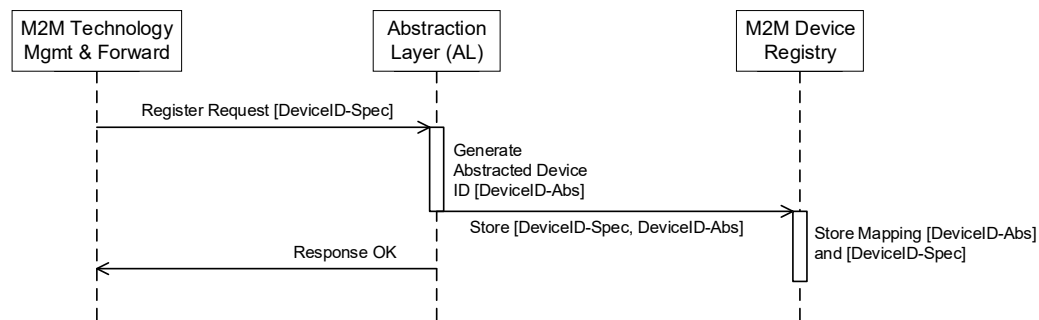 M2M Technology
Mgmt & Forward
Abstraction
Layer (AL)
M2M Device
Registry
Register Request [DeviceID-Spec]
Generate
Abstracted Device
ID [DeviceID-Abs]
Store [DeviceID-Spec, DeviceID-Abs]
Store Mapping [DeviceID-Abs]
and [DeviceID-Spec]
Response OK